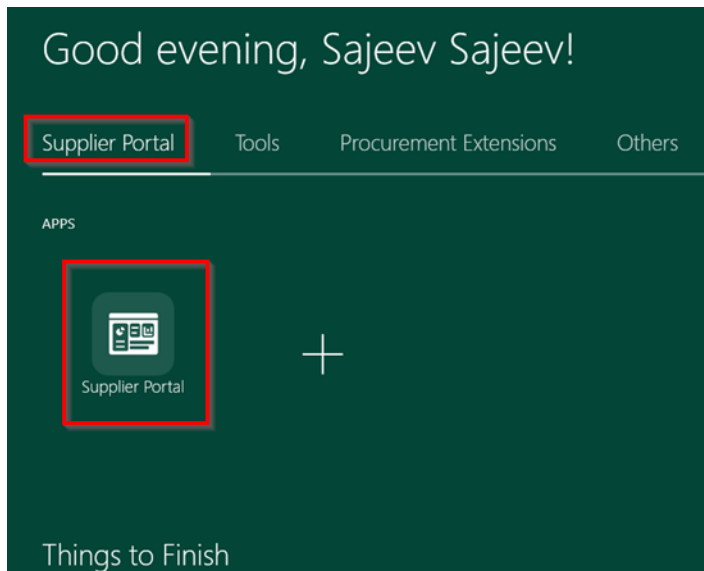 Good evening, Sajeev Sajeev!
Supplier Portal Tools Procurement Extensions Others
APPS
Supplier Portal
Things to Finish